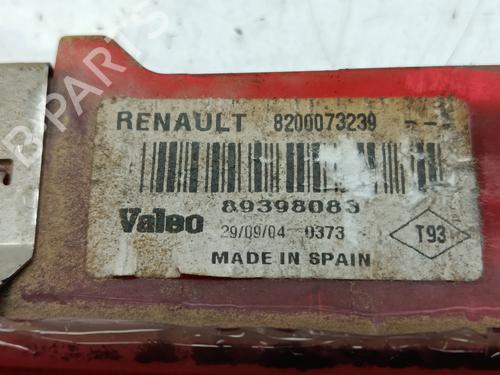 RENAULT 8200073239 ---
89398083
Valeo 29/09/04 0373 T93
MADE IN SPAIN